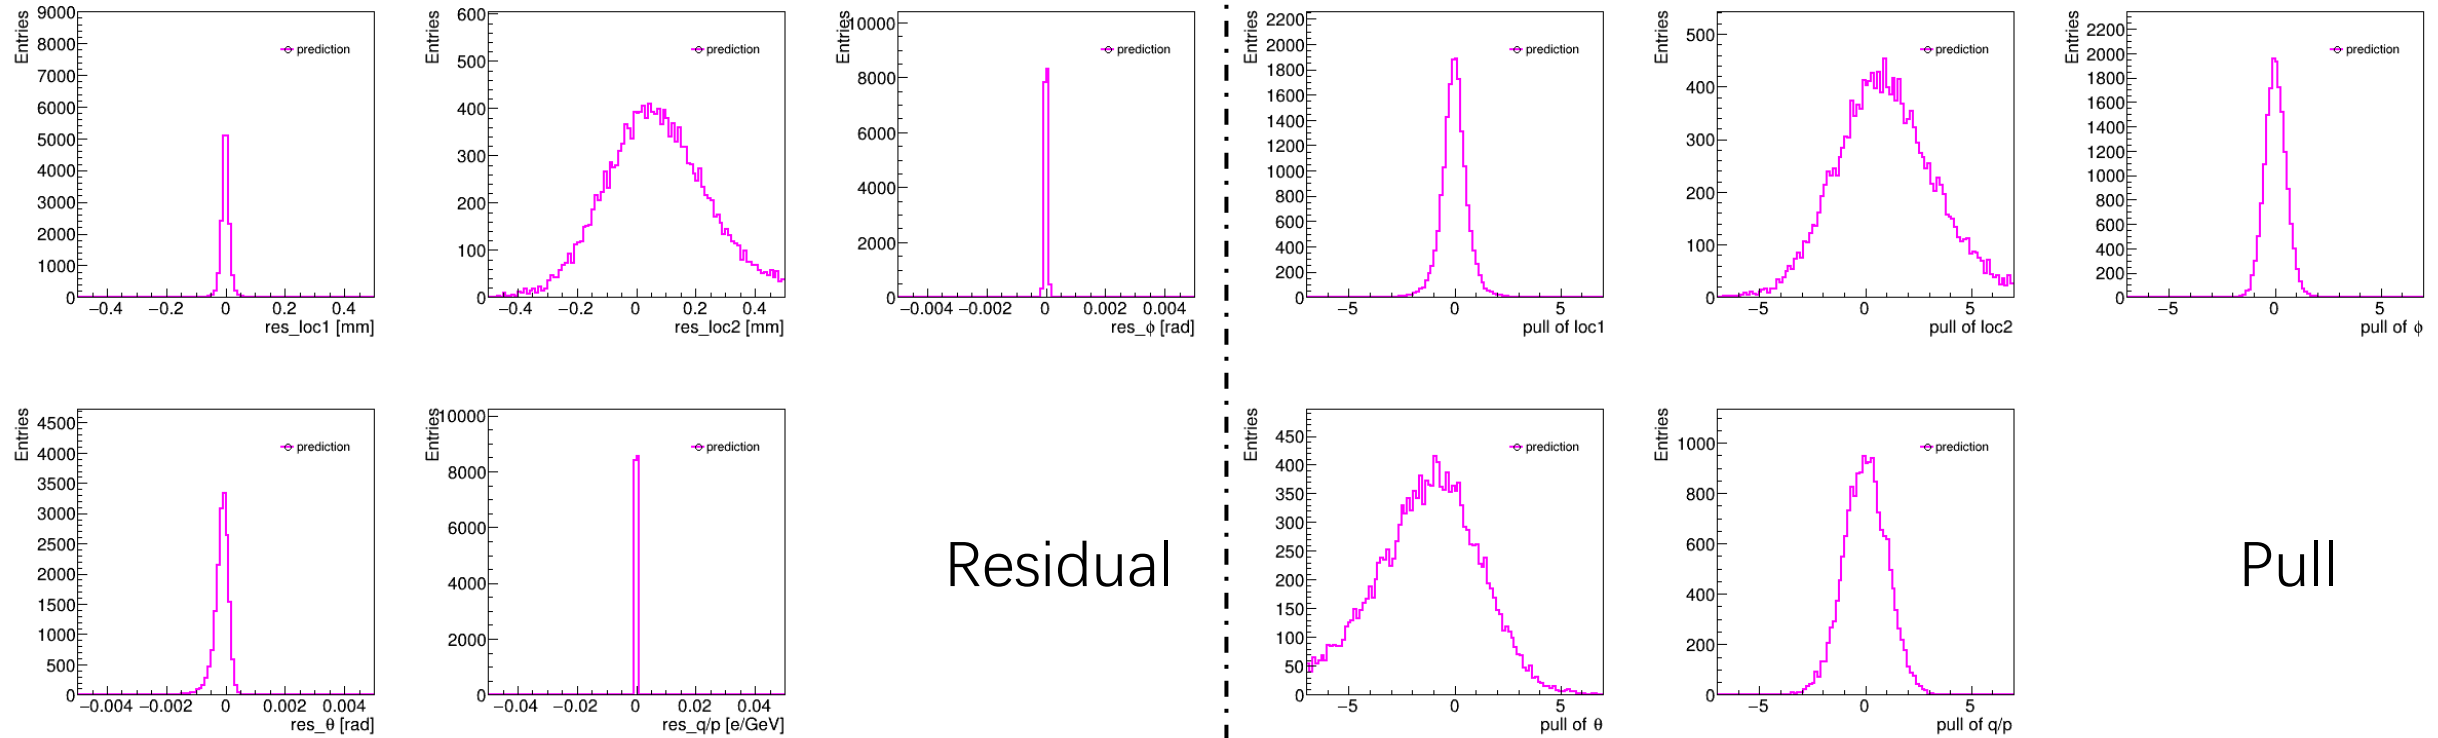 Entries
9000
8000
7000
6000
5000
4000
3000
2000
1000
0
−0.4 −0.2 0 0.2 0.4
res_loc1 [mm]
prediction
Entries
600
500
400
300
200
100
0
−0.4 −0.2 0 0.2 0.4
res_loc2 [mm]
prediction
Entries
10000
8000
6000
4000
2000
0
−0.004 −0.002 0 0.002 0.004
res_ϕ [rad]
prediction
Entries
2200
2000
1800
1600
1400
1200
1000
800
600
400
200
0
−5 0 5
pull of loc1
prediction
Entries
500
400
300
200
100
0
−5 0 5
pull of loc2
prediction
Entries
2200
2000
1800
1600
1400
1200
1000
800
600
400
200
0
−5 0 5
pull of ϕ
prediction
Entries
4500
4000
3500
3000
2500
2000
1500
1000
500
0
−0.004 −0.002 0 0.002 0.004
res_θ [rad]
prediction
Entries
10000
8000
6000
4000
2000
0
−0.04 −0.02 0 0.02 0.04
res_q/p [e/GeV]
prediction
Residual
Entries
450
400
350
300
250
200
150
100
50
0
−5 0 5
pull of θ
prediction
Entries
1000
800
600
400
200
0
−5 0 5
pull of q/p
prediction
Pull